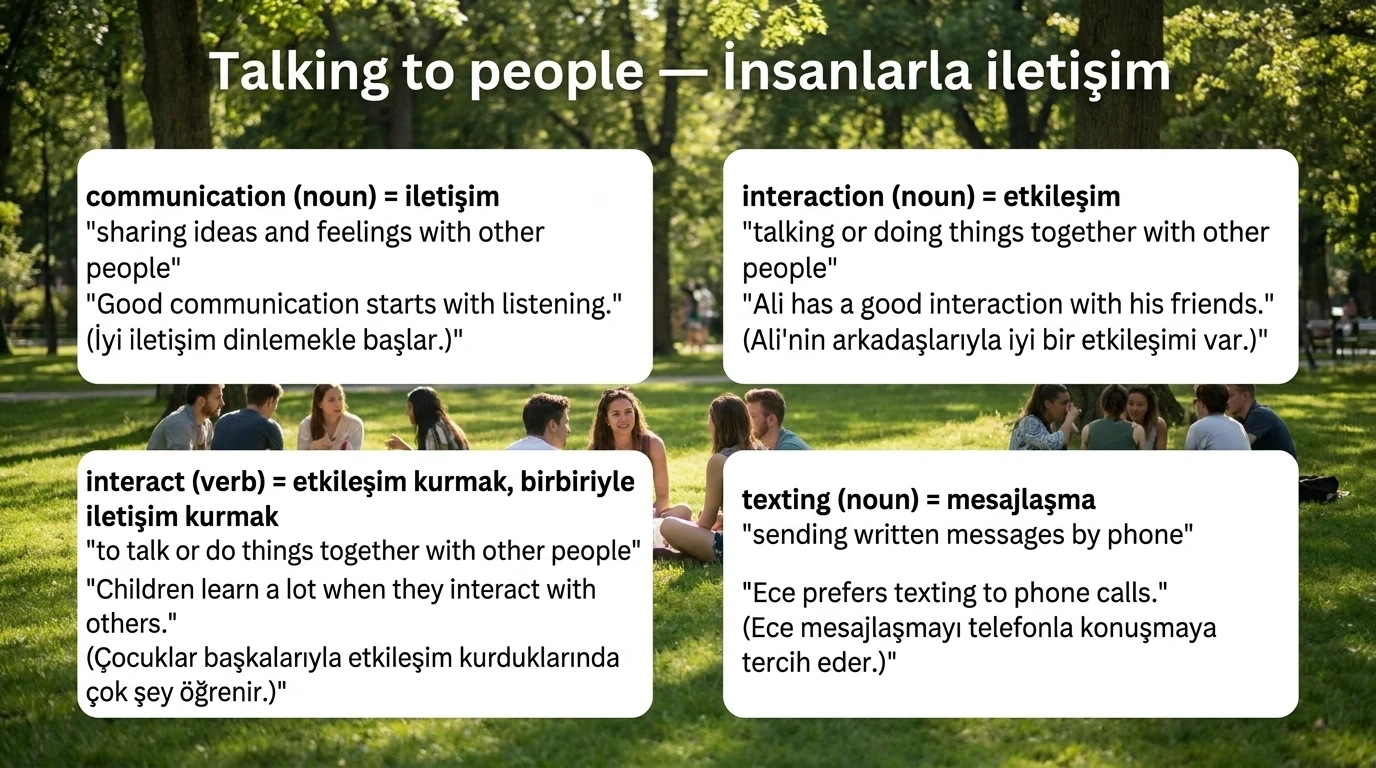 Talking to people — İnsanlarla iletişim
communication (noun) = iletişim
"sharing ideas and feelings with other
people"
"Good communication starts with listening."
(İyi iletişim dinlemekle başlar.)"
interaction (noun) = etkileşim
"talking or doing things together with other
people"
"Ali has a good interaction with his friends."
(Ali'nin arkadaşlarıyla iyi bir etkileşimi var.)"
interact (verb) = etkileşim kurmak, birbiriyle
iletişim kurmak
"to talk or do things together with other people"
"Children learn a lot when they interact with
others."
(Çocuklar başkalarıyla etkileşim kurduklarında
çok şey öğrenir.)"
texting (noun) = mesajlaşma
"sending written messages by phone"
"Ece prefers texting to phone calls."
(Ece mesajlaşmayı telefonla konuşmaya
tercih eder.)"